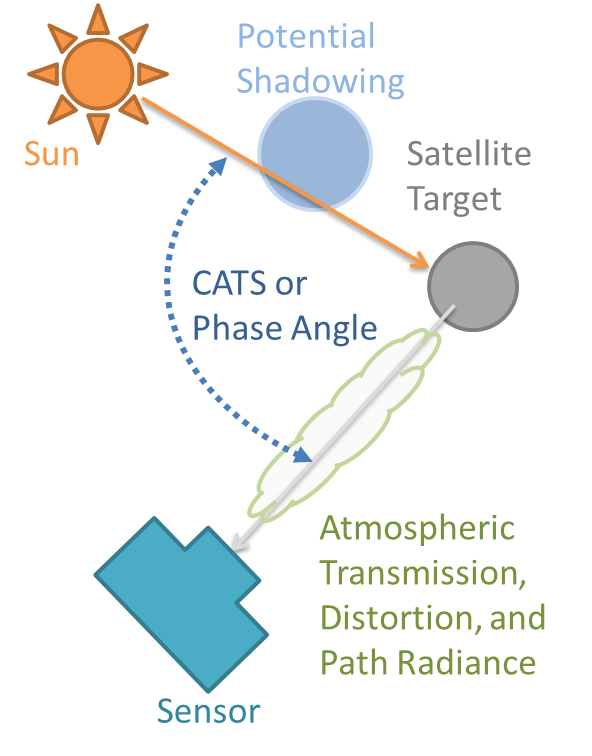 Potential
Shadowing
Sun
Satellite
Target
CATS or
Phase Angle
Atmospheric
Transmission,
Distortion, and
Path Radiance
Sensor